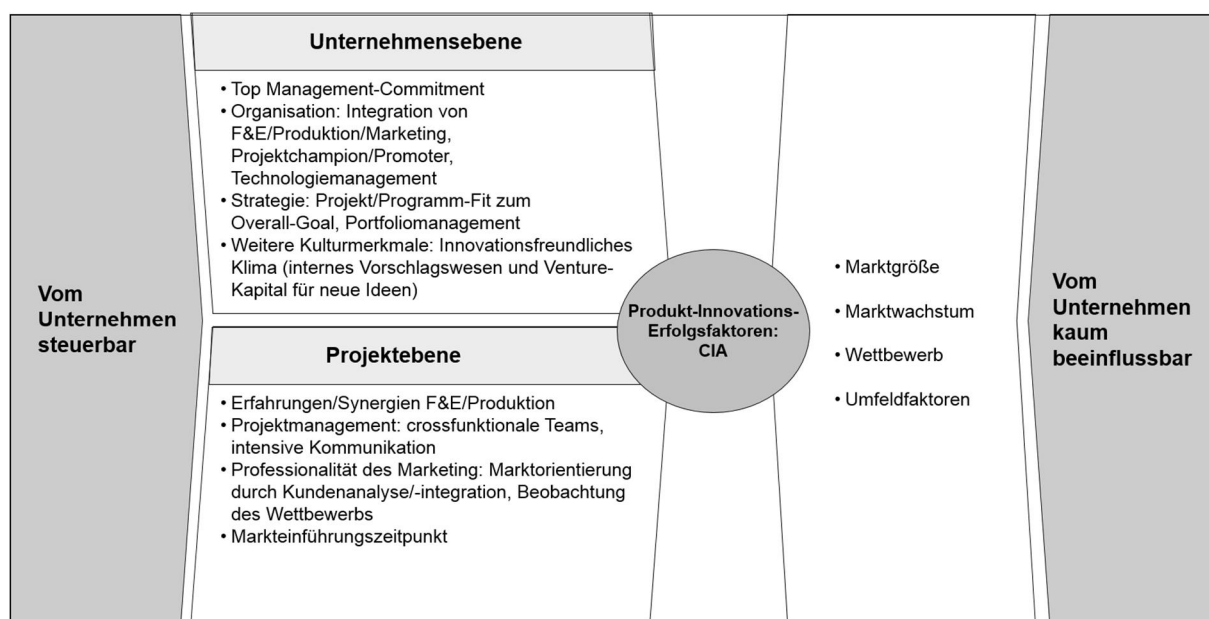 Unternehmensebene
• Top Management-Commitment
• Organisation: Integration von
F&E/Produktion/Marketing,
Projektchampion/Promoter,
Technologiemanagement
• Strategie: Projekt/Programm-Fit zum
Overall-Goal, Portfoliomanagement
• Weitere Kulturmerkmale: Innovationsfreundliches
Klima (internes Vorschlagswesen und Venture-
Kapital für neue Ideen)
Vom
Unternehmen
steuerbar
Projektebene
• Erfahrungen/Synergien F&E/Produktion
• Projektmanagement: crossfunktionale Teams,
intensive Kommunikation
• Professionalität des Marketing: Marktorientierung
durch Kundenanalyse/-integration, Beobachtung
des Wettbewerbs
• Markteinführungszeitpunkt
Produkt-Innovations-
Erfolgsfaktoren:
CIA
• Marktgröße
• Marktwachstum
• Wettbewerb
• Umfeldfaktoren
Vom
Unternehmen
kaum
beeinflussbar